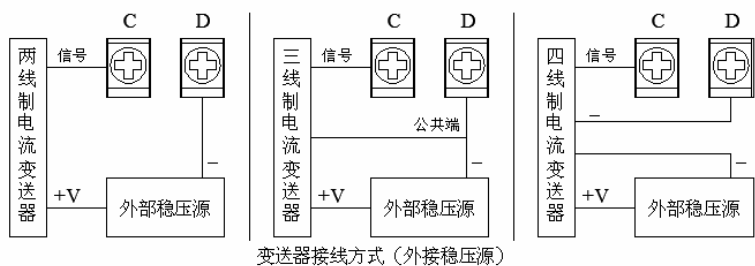 C D
两线制电流变送器
信号
−
+V
外部稳压源
C D
三线制电流变送器
信号
公共端
−
+V
外部稳压源
C D
四线制电流变送器
信号
−
−
+V
外部稳压源
变送器接线方式（外接稳压源）